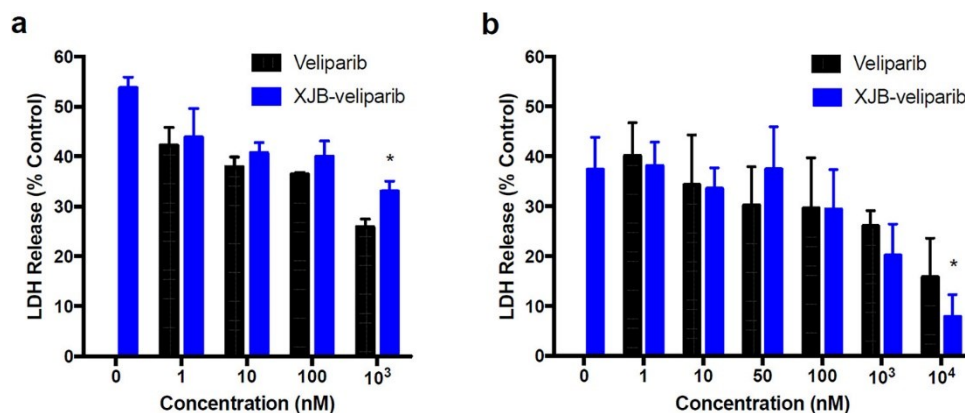 a
LDH Release (% Control)
60
50
40
30
20
10
0
Veliparib
XJB-veliparib
*
0 1 10 100 10³
Concentration (nM)
b
LDH Release (% Control)
60
50
40
30
20
10
0
Veliparib
XJB-veliparib
*
0 1 10 50 100 10³ 10⁴
Concentration (nM)